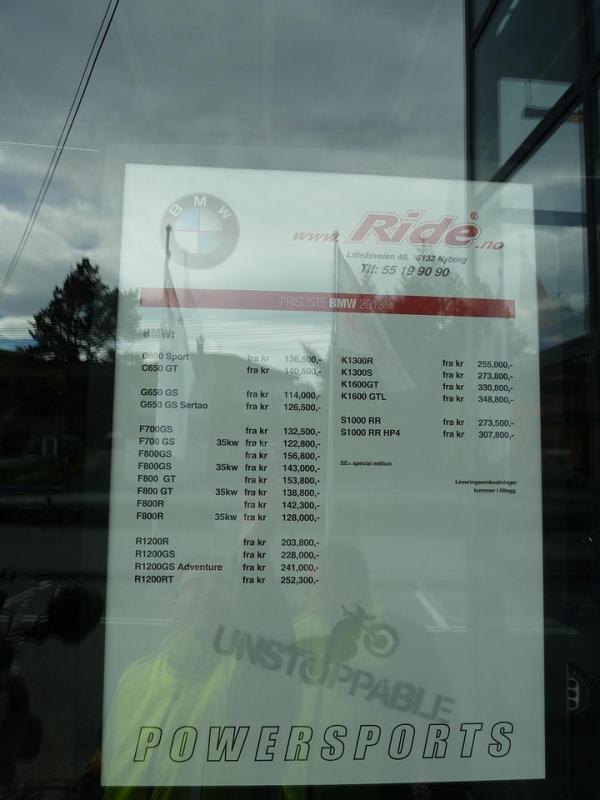 BMW
www.Ride®.no
Litleåsveien 49, 5132 Nyborg
Tlf: 55 19 90 90
PRISLISTE BMW 2013
BMW:
C600 Sport fra kr 136,500,-
C650 GT fra kr 140,500,-
G650 GS fra kr 114,000,-
G650 GS Sertao fra kr 126,500,-
F700GS fra kr 132,500,-
F700 GS 35kw fra kr 122,800,-
F800GS fra kr 156,800,-
F800GS 35kw fra kr 143,000,-
F800 GT fra kr 153,800,-
F800 GT 35kw fra kr 138,800,-
F800R fra kr 142,300,-
F800R 35kw fra kr 128,000,-
R1200R fra kr 203,800,-
R1200GS fra kr 228,000,-
R1200GS Adventure fra kr 241,000,-
R1200RT fra kr 252,300,-
K1300R fra kr 255,000,-
K1300S fra kr 273,800,-
K1600GT fra kr 330,800,-
K1600 GTL fra kr 348,800,-
S1000 RR fra kr 273,500,-
S1000 RR HP4 fra kr 307,800,-
SE= special edition
Leveringsomkostninger
kommer i tillegg.
UNSTOPPABLE
POWERSPORTS